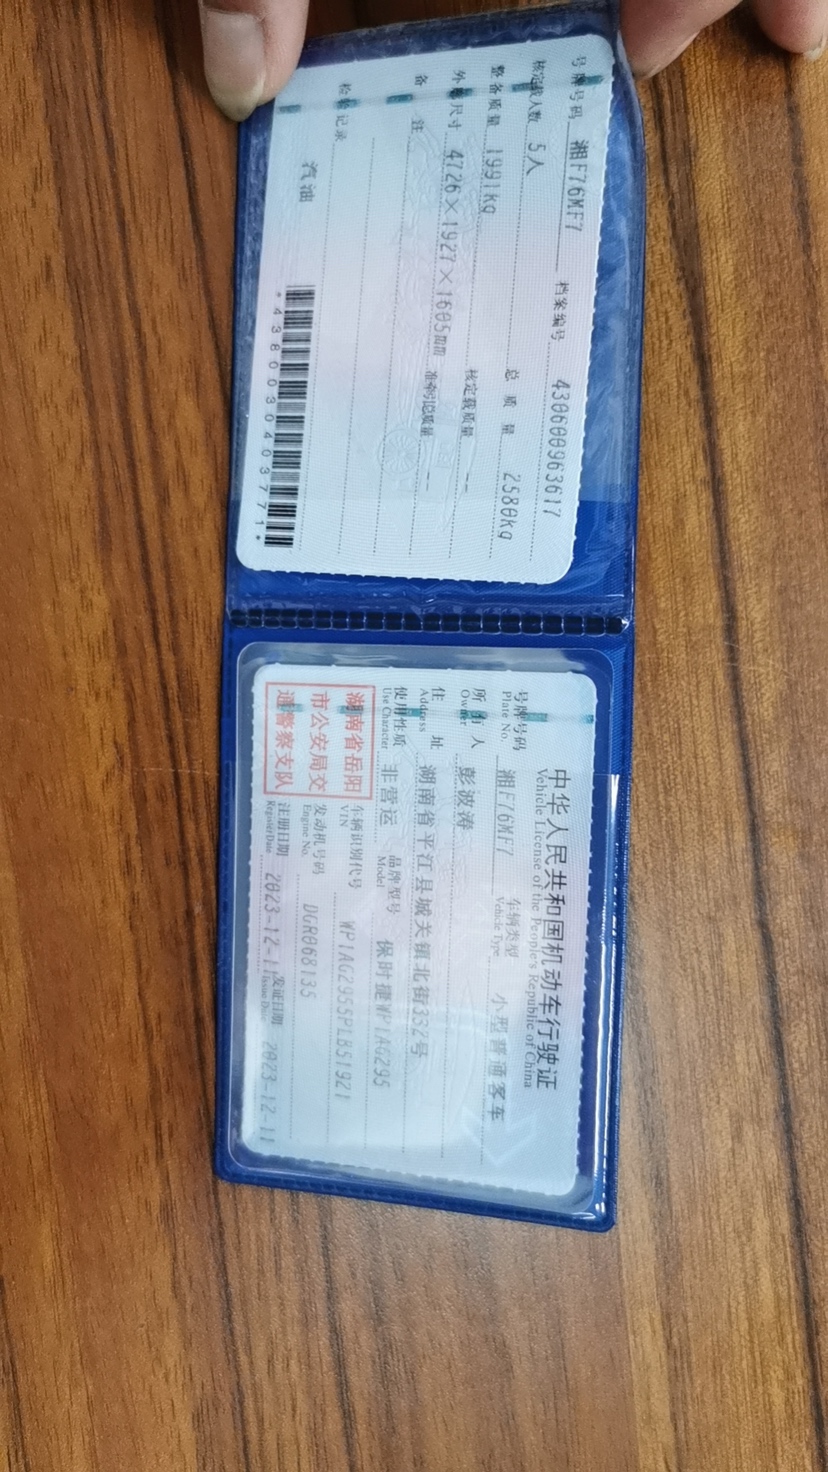 号牌号码 湘F76MF7 档案编号 430600963617
核定载人数 5人 总质量 2580kg
整备质量 1991kg 核定载质量 --
外廓尺寸 4726×1927×1605mm 准牵引总质量 --
备注
检验记录
汽油
*4380030403771*
中华人民共和国机动车行驶证
Vehicle License of the People's Republic of China
号牌号码 湘F76MF7 车辆类型 小型普通客车
Plate No. Vehicle Type
所有人 彭波涛
Owner
住址 湖南省平江县城关镇北街332号
Address
使用性质 非营运 品牌型号 保时捷WP1AG295
Use Character Model
湖南省岳阳
市公安局交
通警察支队
车辆识别代号 WP1AG2955PLB51921
VIN
发动机号码 DGR068135
Engine No.
注册日期 2023-12-11 发证日期 2023-12-11
Register Date Issue Date